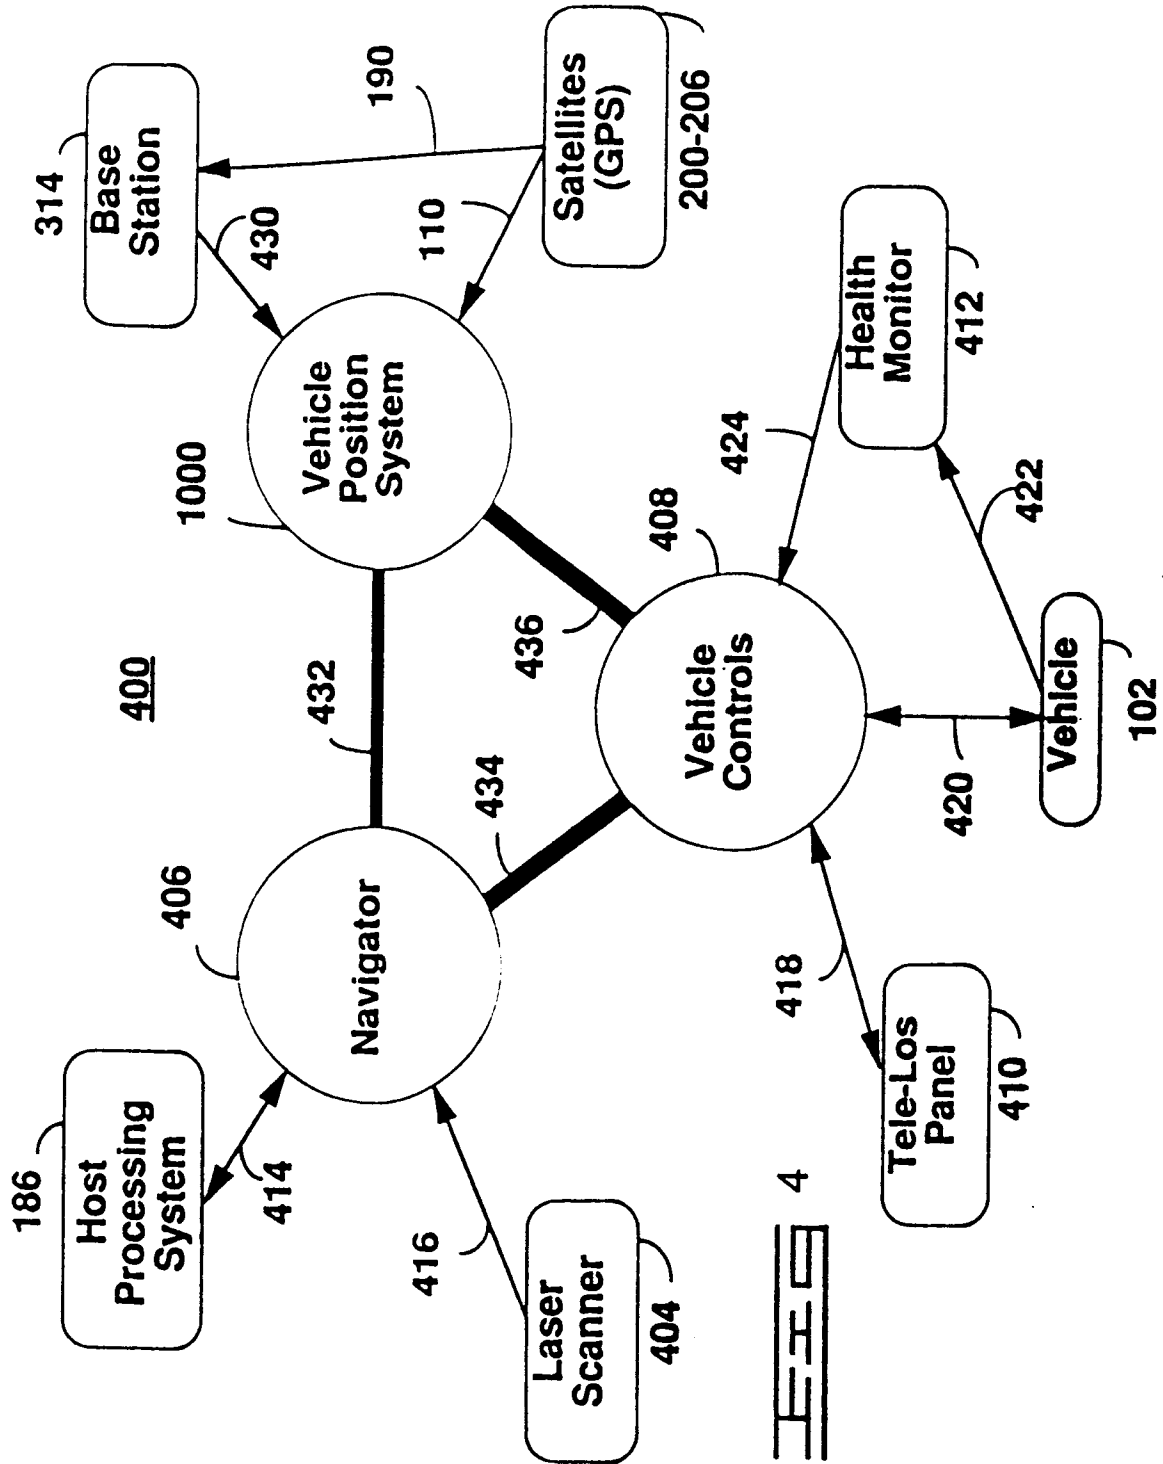 400
186
Host
Processing
System
414
406
Navigator
432
1000
Vehicle
Position
System
314
Base
Station
430
190
110
Satellites
(GPS)
200-206
416
Laser
Scanner
404
434
436
408
Vehicle
Controls
424
Health
Monitor
412
418
Tele-Los
Panel
410
420
422
Vehicle
102
FIG 4